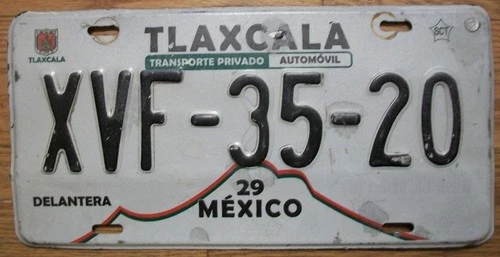 TLAXCALA
SCT
TLAXCALA
TRANSPORTE PRIVADO AUTOMÓVIL
XVF-35-20
29
DELANTERA
MÉXICO